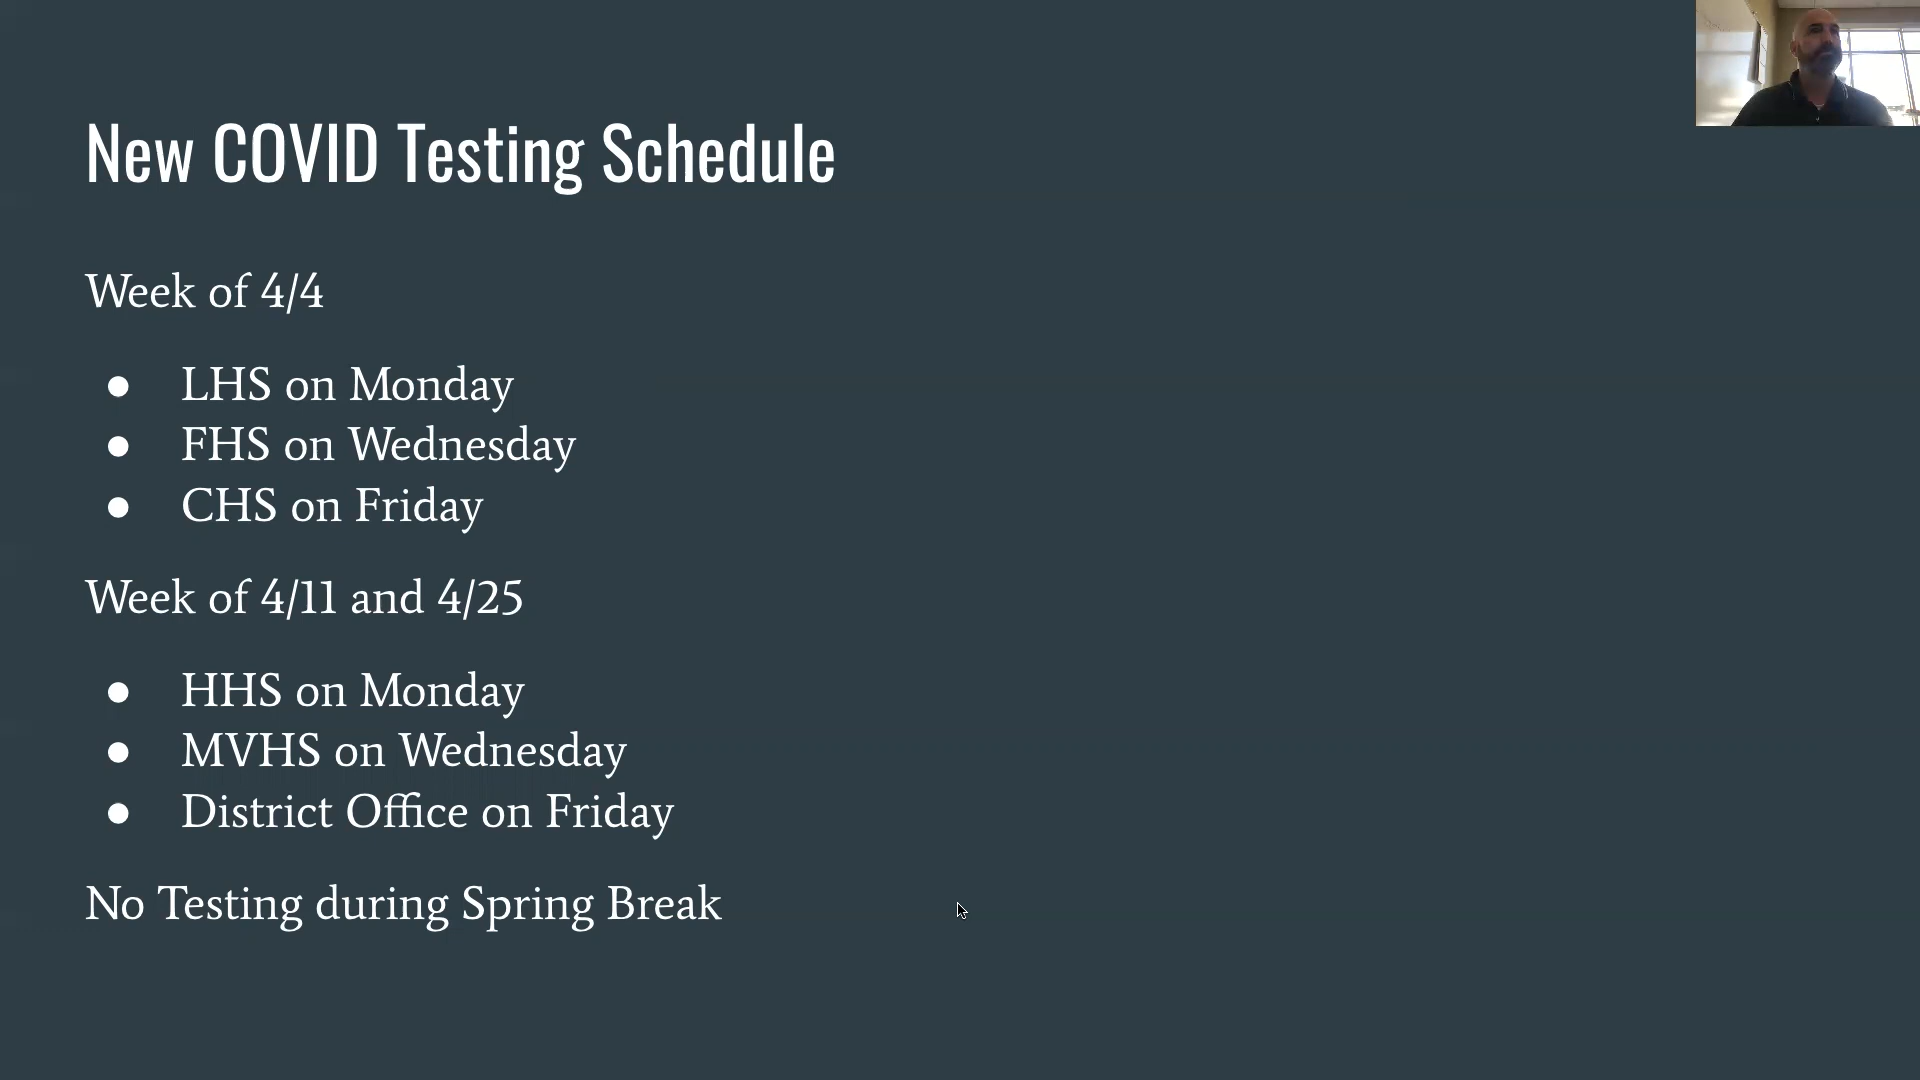 New COVID Testing Schedule
Week of 4/4
● LHS on Monday
● FHS on Wednesday
● CHS on Friday
Week of 4/11 and 4/25
● HHS on Monday
● MVHS on Wednesday
● District Office on Friday
No Testing during Spring Break